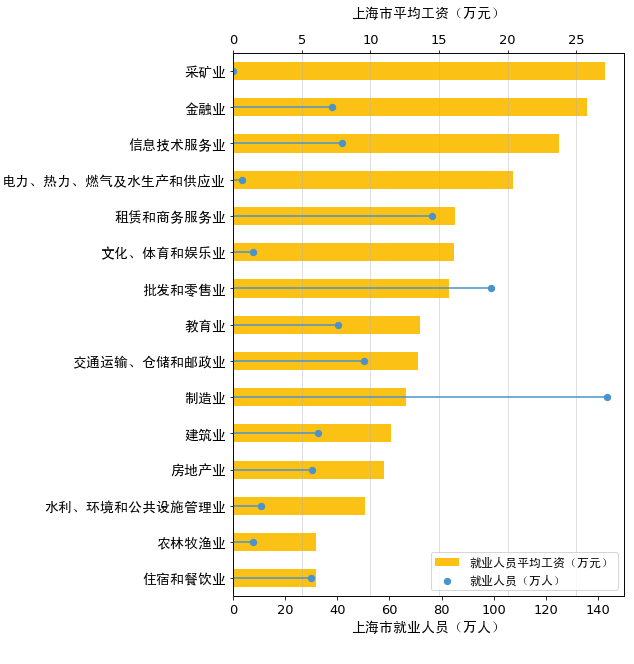 上海市平均工资（万元）
0 5 10 15 20 25
采矿业
金融业
信息技术服务业
电力、热力、燃气及水生产和供应业
租赁和商务服务业
文化、体育和娱乐业
批发和零售业
教育业
交通运输、仓储和邮政业
制造业
建筑业
房地产业
水利、环境和公共设施管理业
农林牧渔业
住宿和餐饮业
就业人员平均工资（万元）
就业人员（万人）
0 20 40 60 80 100 120 140
上海市就业人员（万人）